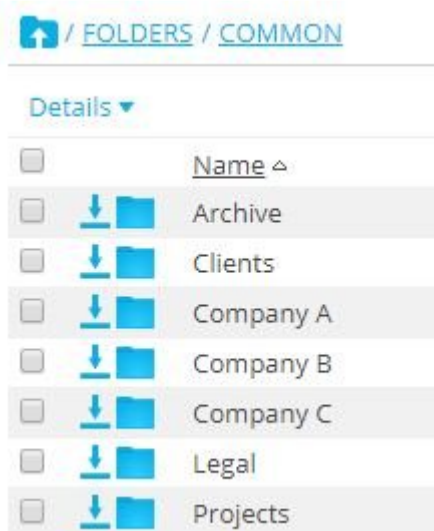 / FOLDERS / COMMON
Details
Name
Archive
Clients
Company A
Company B
Company C
Legal
Projects